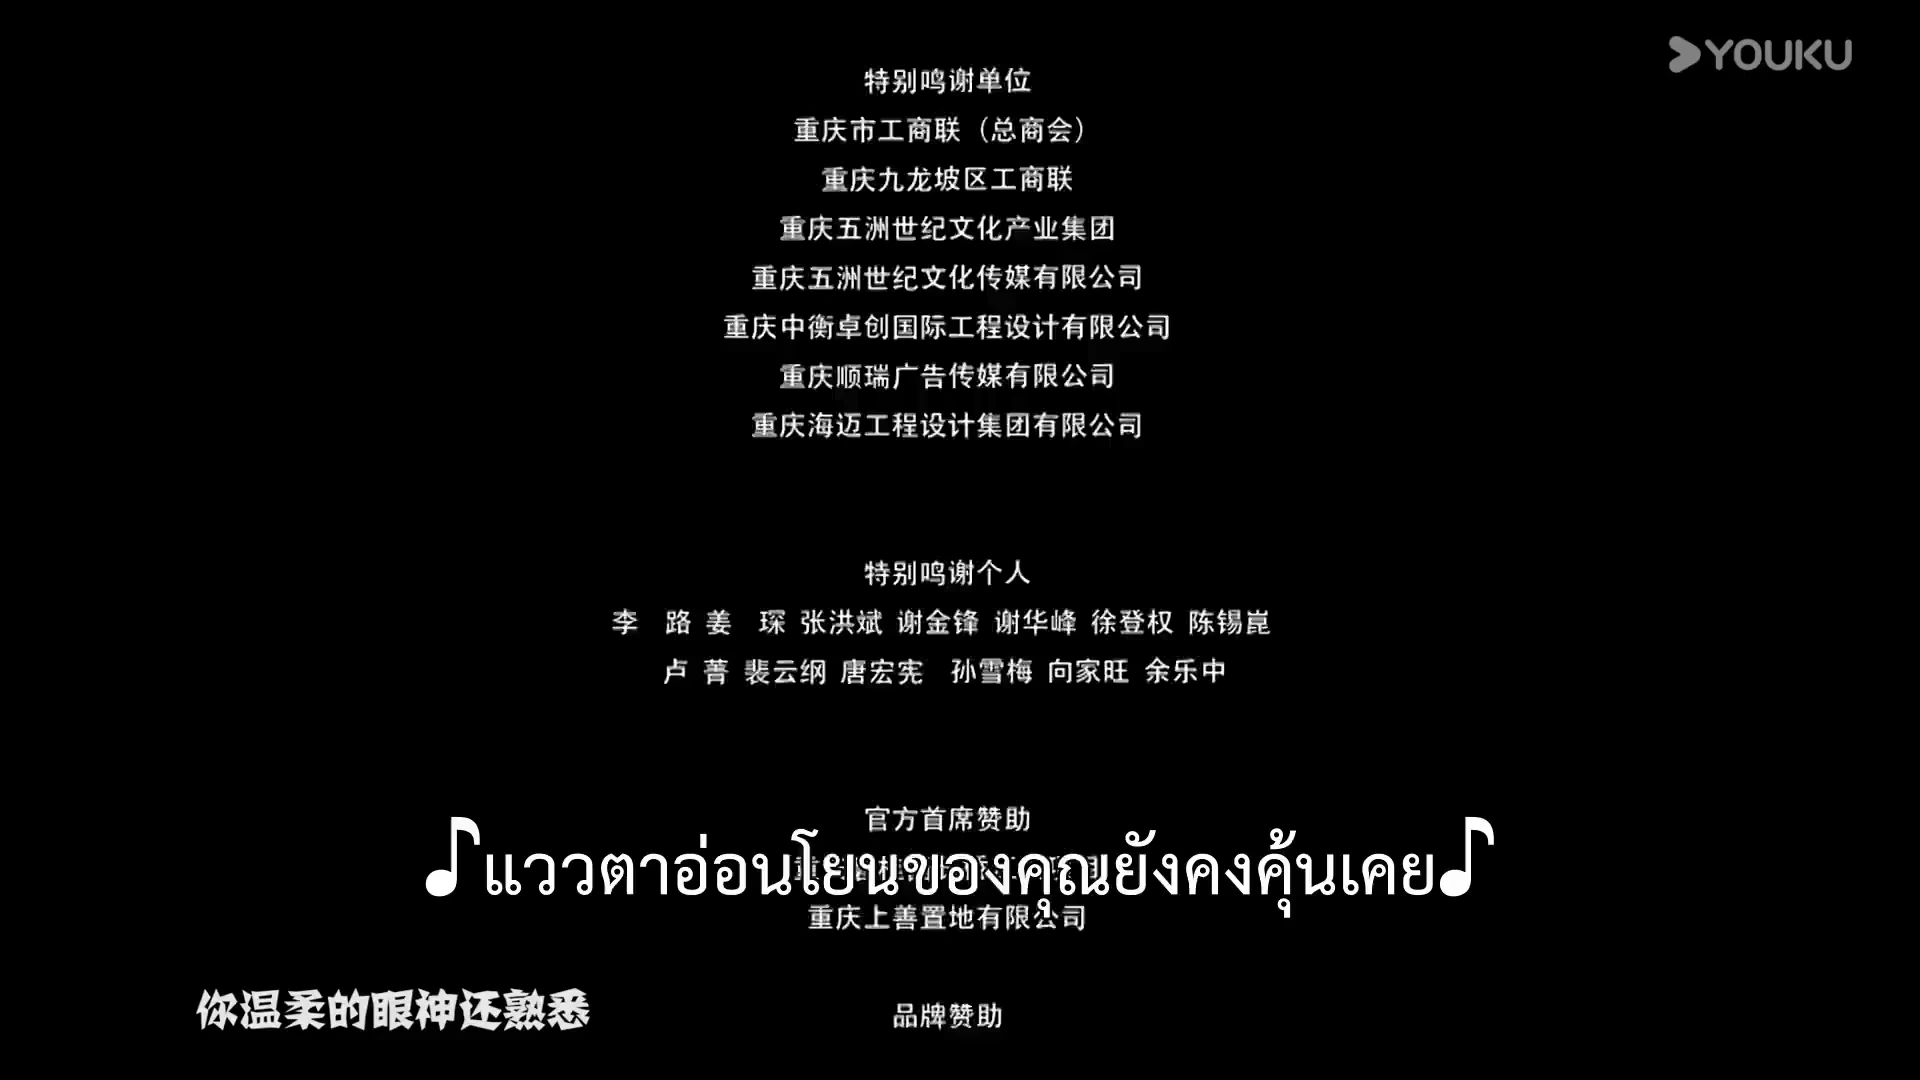 YOUKU
特别鸣谢单位
重庆市工商联（总商会）
重庆九龙坡区工商联
重庆五洲世纪文化产业集团
重庆五洲世纪文化传媒有限公司
重庆中衡卓创国际工程设计有限公司
重庆顺瑞广告传媒有限公司
重庆海迈工程设计集团有限公司
特别鸣谢个人
李 路 姜 琛 张洪斌 谢金锋 谢华峰 徐登权 陈锡崑
卢 菁 裴云纲 唐宏宪 孙雪梅 向家旺 余乐中
官方首席赞助
♪แววตาอ่อนโยนของคุณยังคงคุ้นเคย♪
重庆上善置地有限公司
你温柔的眼神还熟悉
品牌赞助